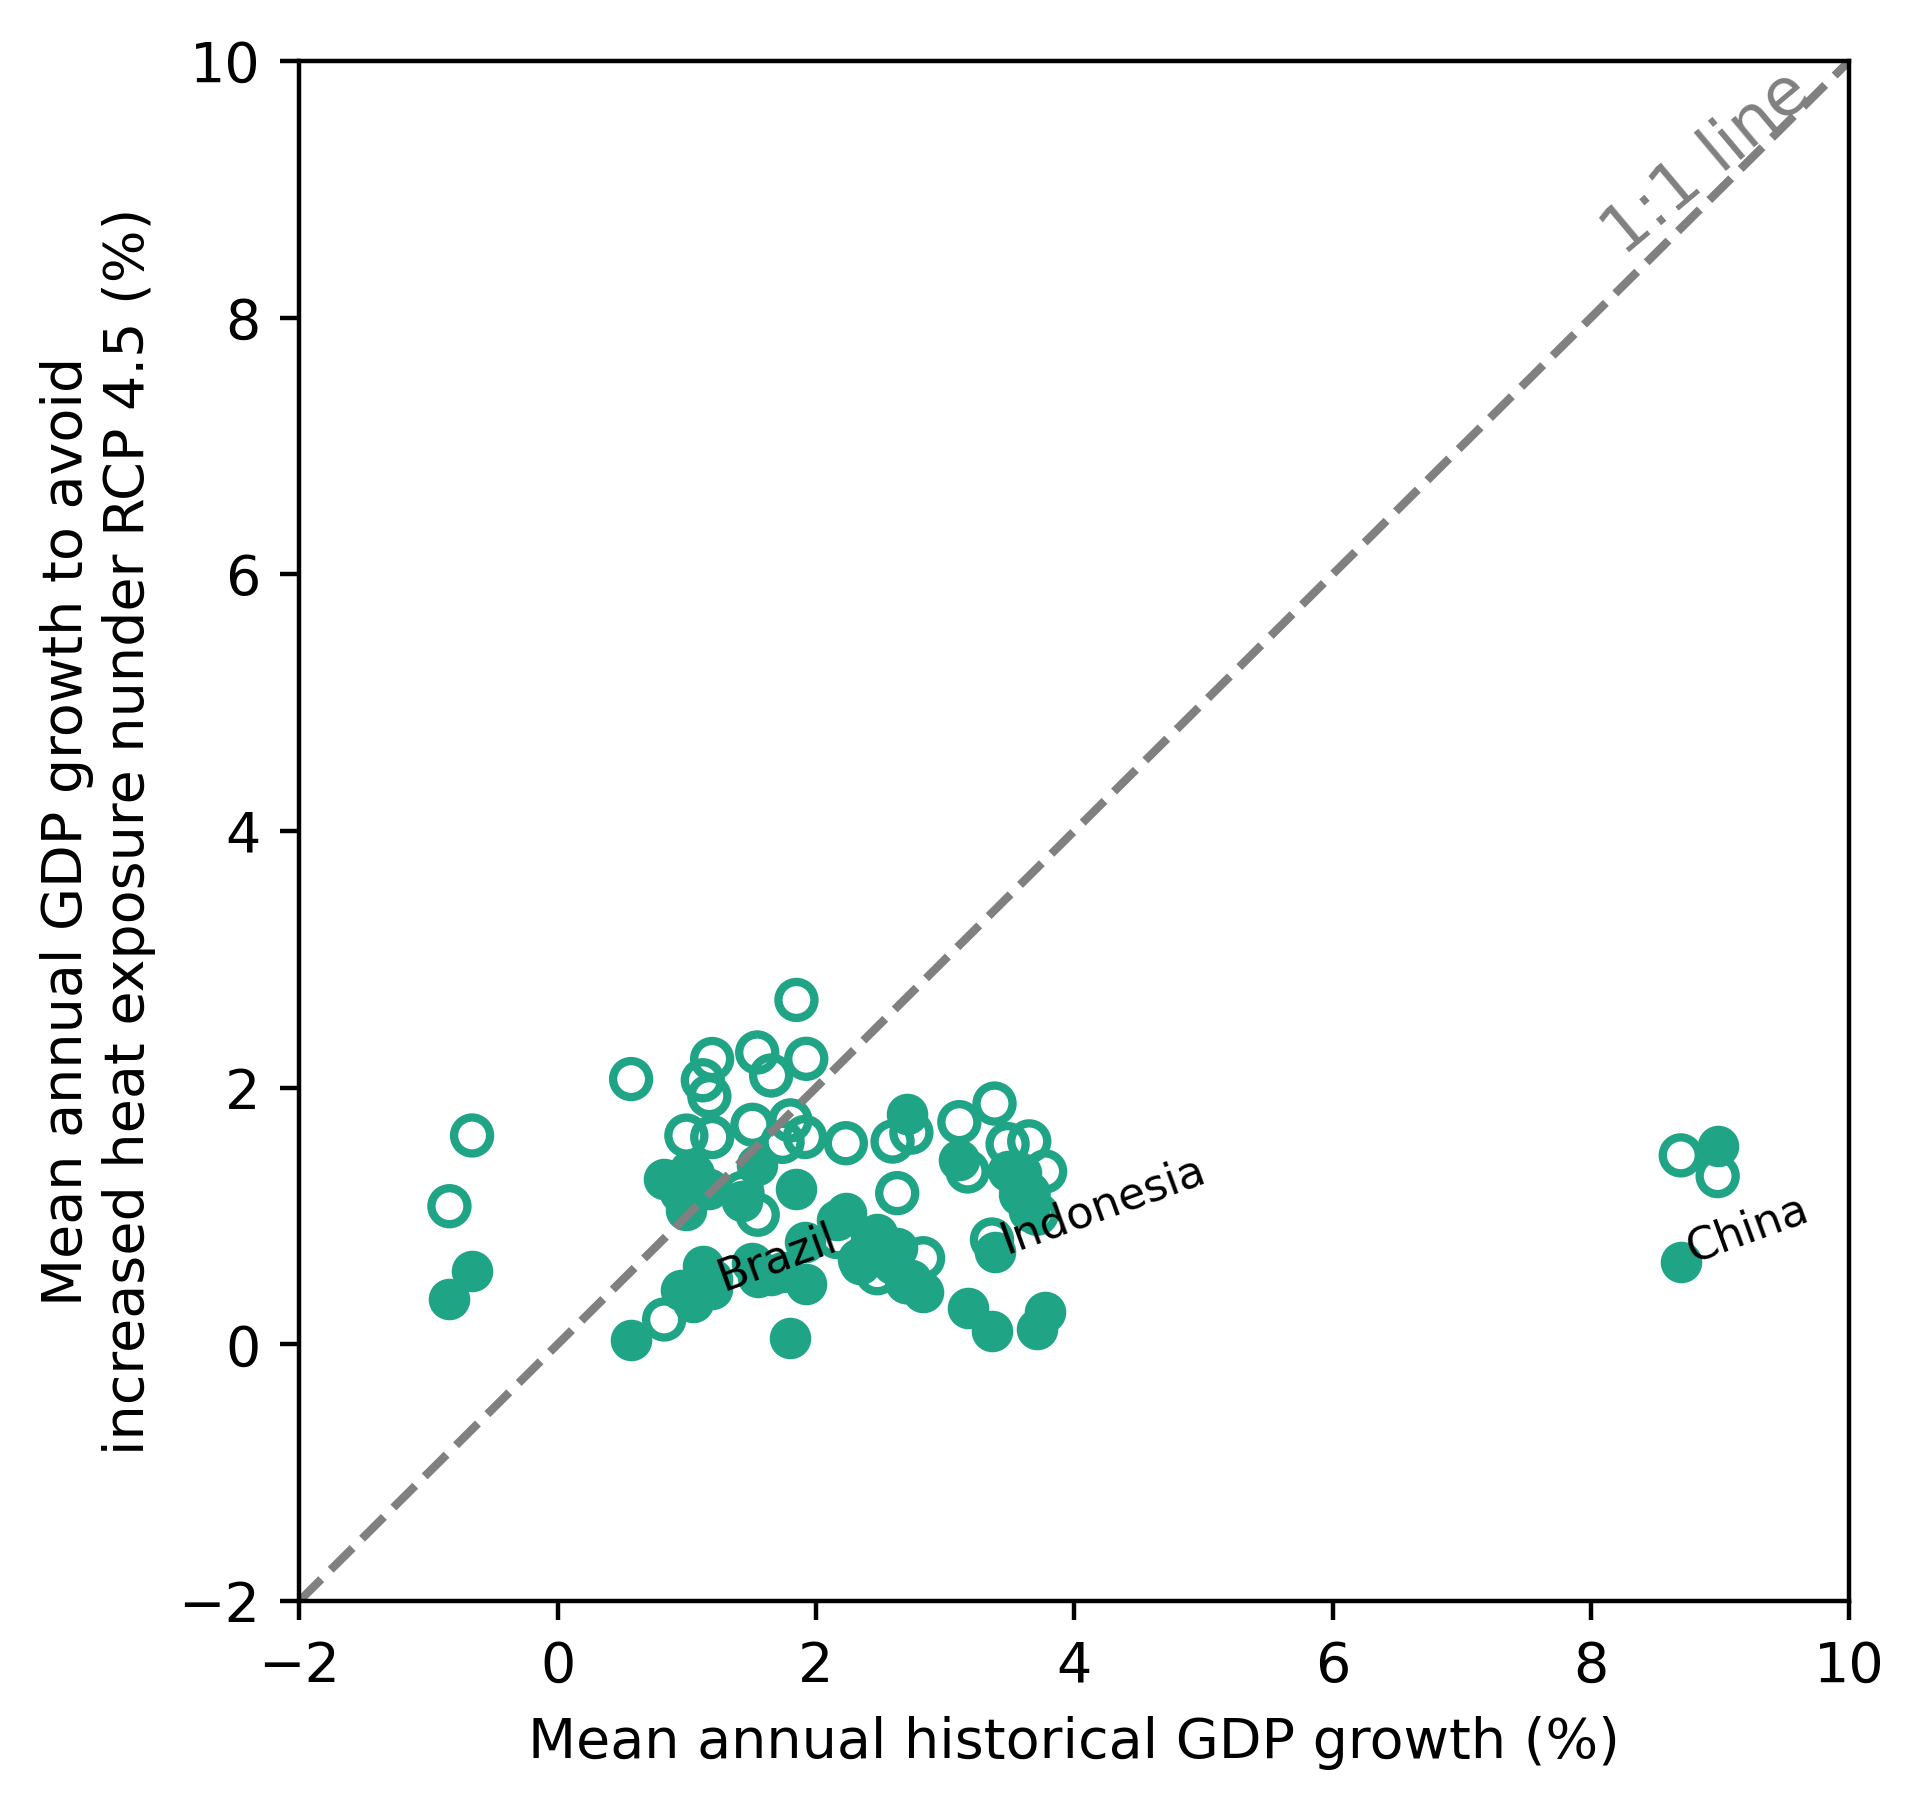 10
8
6
4
2
0
−2
Mean annual GDP growth to avoid
increased heat exposure nunder RCP 4.5 (%)
1:1 line
Indonesia
China
Brazil
−2 0 2 4 6 8 10
Mean annual historical GDP growth (%)